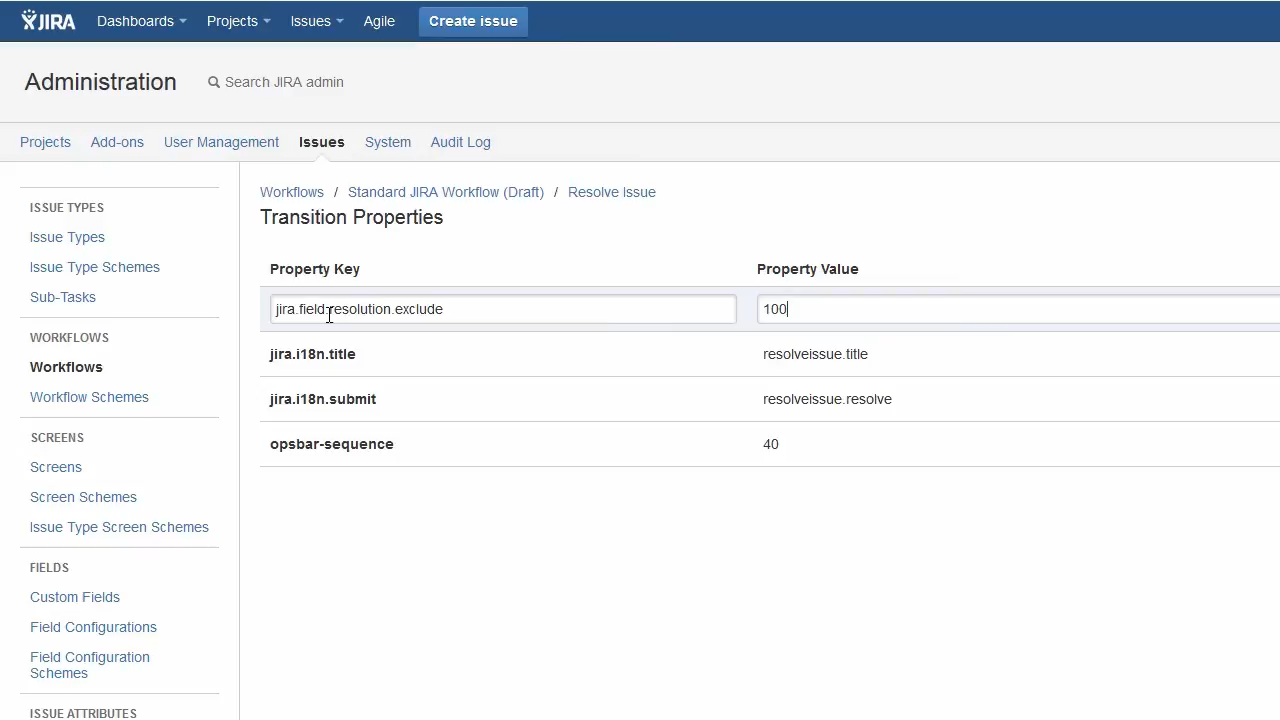 JIRA Dashboards Projects Issues Agile Create issue
Administration Search JIRA admin
Projects Add-ons User Management Issues System Audit Log
ISSUE TYPES
Issue Types
Issue Type Schemes
Sub-Tasks
WORKFLOWS
Workflows
Workflow Schemes
SCREENS
Screens
Screen Schemes
Issue Type Screen Schemes
FIELDS
Custom Fields
Field Configurations
Field Configuration
Schemes
ISSUE ATTRIBUTES
Workflows / Standard JIRA Workflow (Draft) / Resolve Issue
Transition Properties
Property Key Property Value
jira.field.resolution.exclude 100
jira.i18n.title resolveissue.title
jira.i18n.submit resolveissue.resolve
opsbar-sequence 40